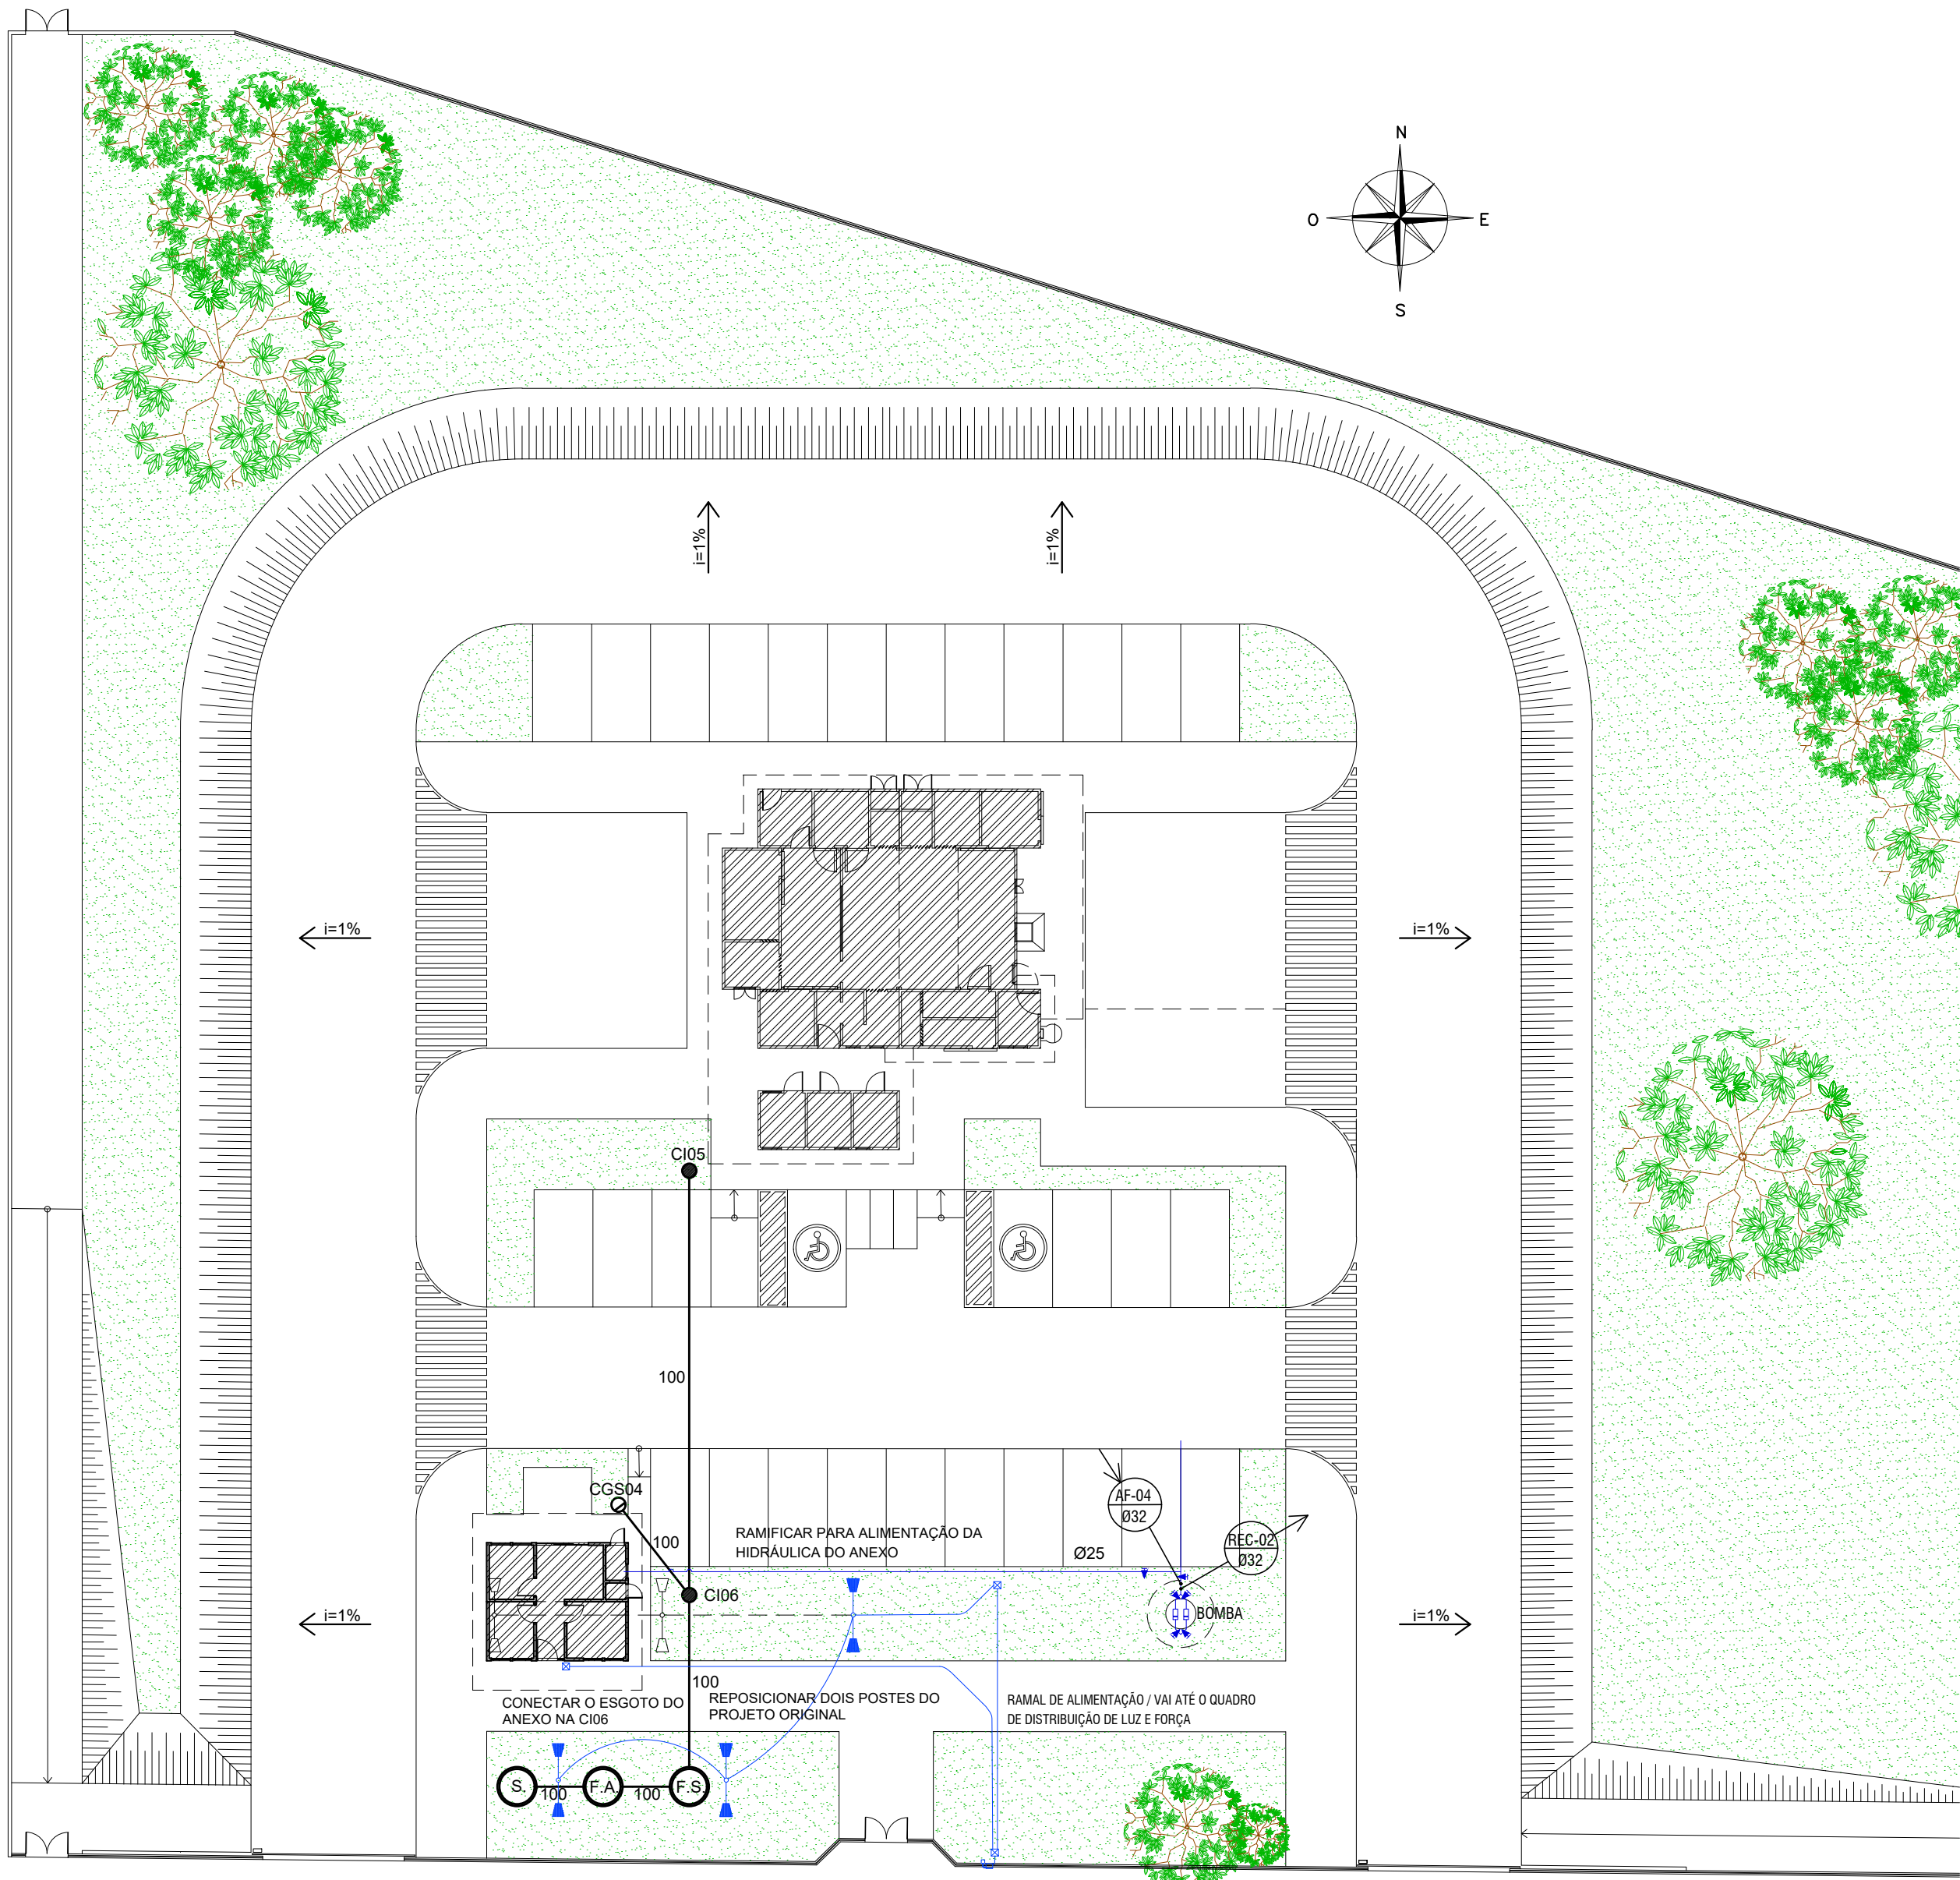 N
O
E
S
i=1%
i=1%
i=1%
i=1%
CI05
100
CGS04
100
RAMIFICAR PARA ALIMENTAÇÃO DA
HIDRÁULICA DO ANEXO
Ø25
AF-04
Ø32
REC-02
Ø32
CI06
BOMBA
i=1%
i=1%
100
CONECTAR O ESGOTO DO
ANEXO NA CI06
REPOSICIONAR DOIS POSTES DO
PROJETO ORIGINAL
RAMAL DE ALIMENTAÇÃO / VAI ATÉ O QUADRO
DE DISTRIBUIÇÃO DE LUZ E FORÇA
S.
100
F.A.
100
F.S.